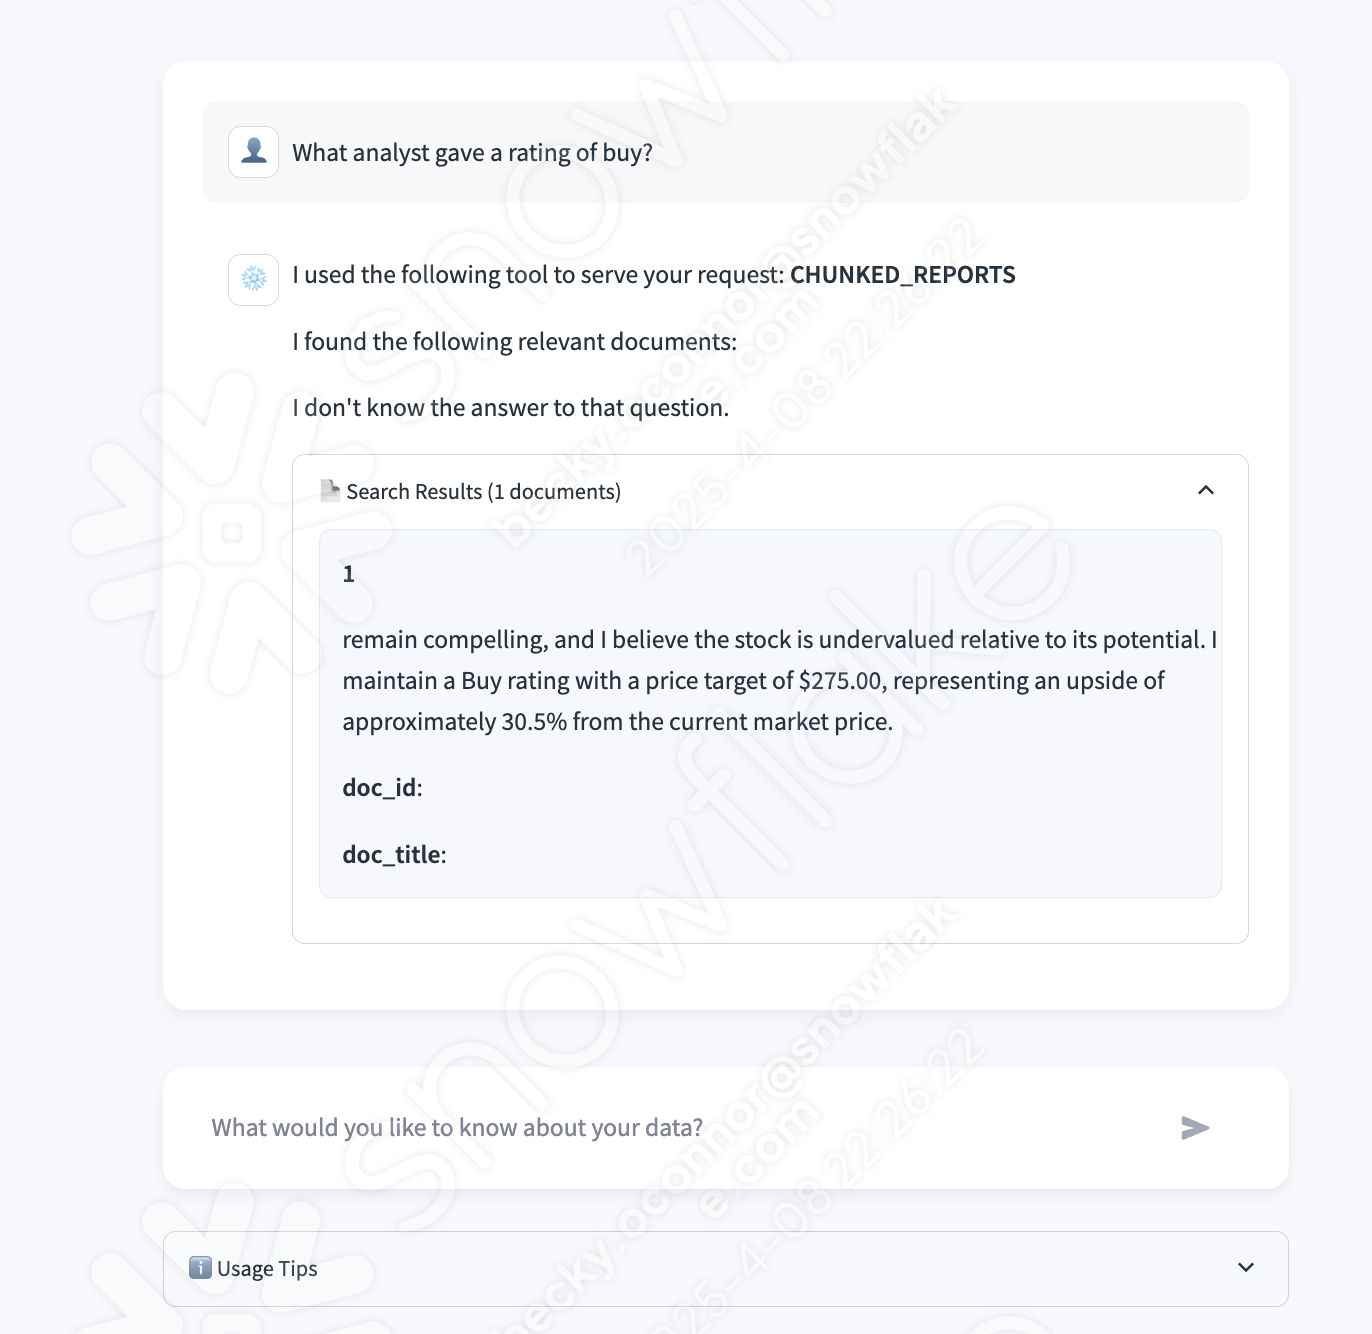 What analyst gave a rating of buy?
I used the following tool to serve your request: CHUNKED_REPORTS
I found the following relevant documents:
I don't know the answer to that question.
Search Results (1 documents)
1
remain compelling, and I believe the stock is undervalued relative to its potential. I
maintain a Buy rating with a price target of $275.00, representing an upside of
approximately 30.5% from the current market price.
doc_id:
doc_title:
What would you like to know about your data?
Usage Tips
snowflake
becky.oconnor@snowflak
e.com
2025-4-08 22:26:22
snowflake
becky.oconnor@snowflak
e.com
2025-4-08 22:26:22